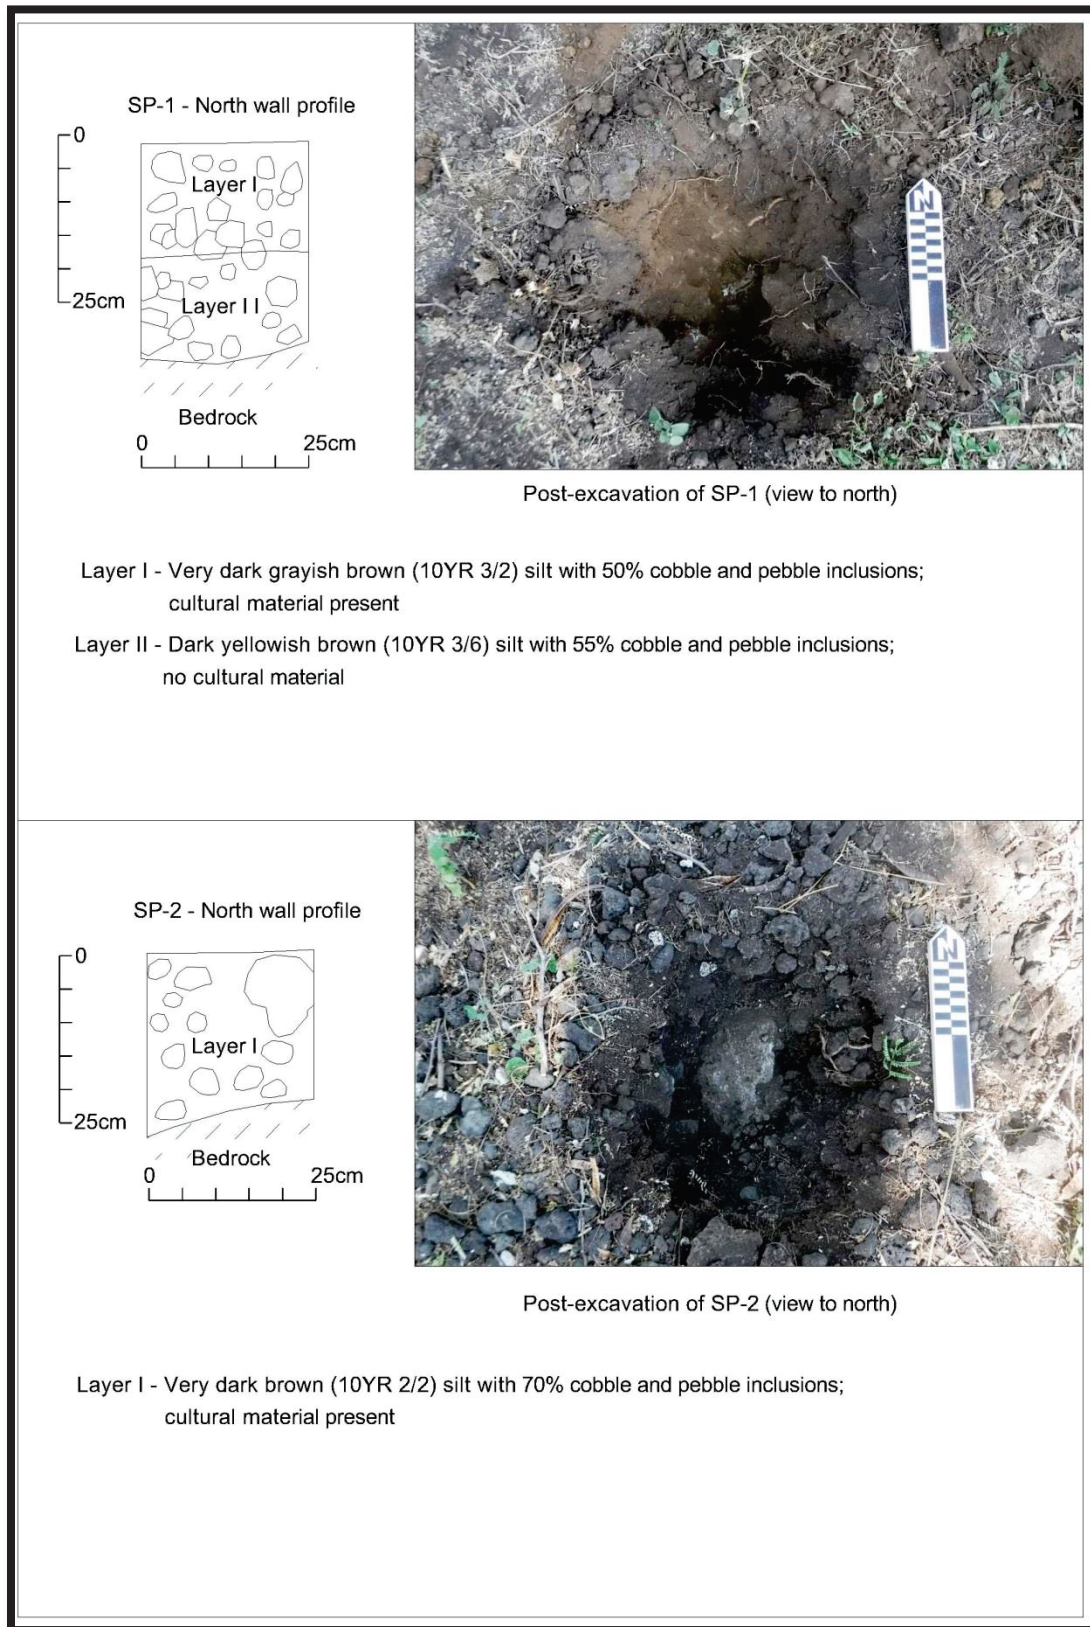 SP-1 - North wall profile
0
Layer I
25cm
Layer I I
Bedrock
0 25cm
N
Post-excavation of SP-1 (view to north)
Layer I - Very dark grayish brown (10YR 3/2) silt with 50% cobble and pebble inclusions;
cultural material present
Layer II - Dark yellowish brown (10YR 3/6) silt with 55% cobble and pebble inclusions;
no cultural material
SP-2 - North wall profile
0
Layer I
25cm
Bedrock
0 25cm
N
Post-excavation of SP-2 (view to north)
Layer I - Very dark brown (10YR 2/2) silt with 70% cobble and pebble inclusions;
cultural material present